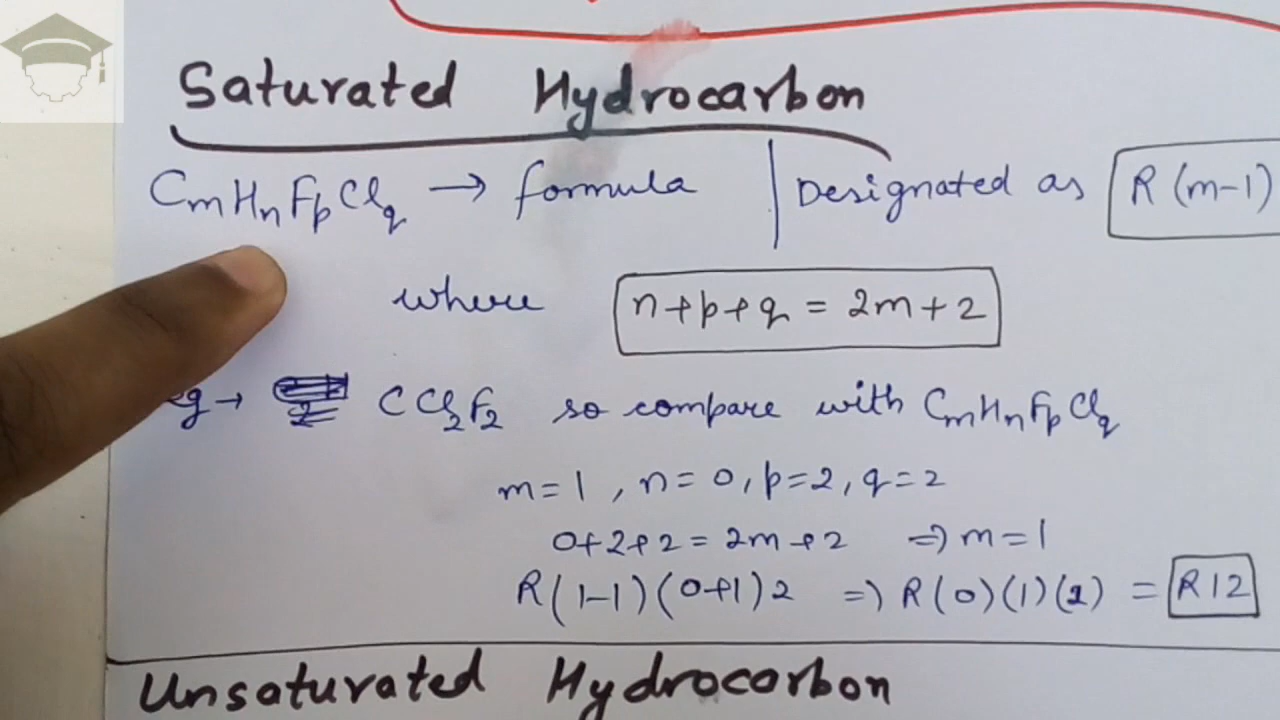 Saturated Hydrocarbon
CmHnFpClq → formula | Designated as R (m-1)
where n+p+q = 2m+2
eg → CCl2F2 so compare with CmHnFpClq
m=1, n=0, p=2, q=2
0+2+2 = 2m+2 ⇒ m=1
R(1-1)(0+1)2 ⇒ R(0)(1)(2) = R12
Unsaturated Hydrocarbon